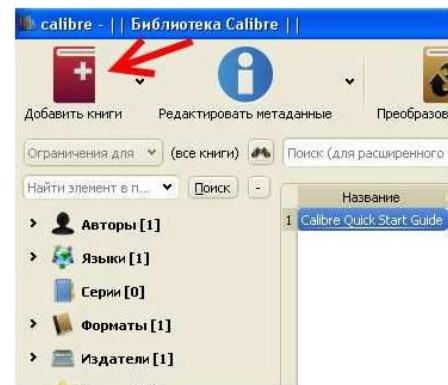 calibre - || Библиотека Calibre ||
Добавить книги Редактировать метаданные Преобразов
Ограничения для (все книги) Поиск (для расширенного
Найти элемент в п... Поиск -
Название
1 Calibre Quick Start Guide
Авторы [1]
Языки [1]
Серии [0]
Форматы [1]
Издатели [1]